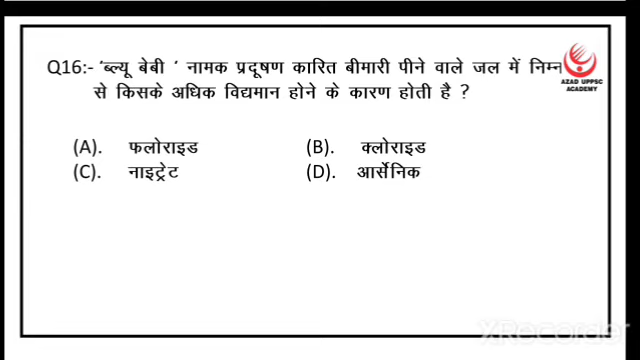 Q16:- 'ब्ल्यू बेबी ' नामक प्रदूषण कारित बीमारी पीने वाले जल में निम्न
से किसके अधिक विद्यमान होने के कारण होती है ?
AZAD UPPSC
ACADEMY
(A). फलोराइड (B). क्लोराइड
(C). नाइट्रेट (D). आर्सेनिक
XRecorder